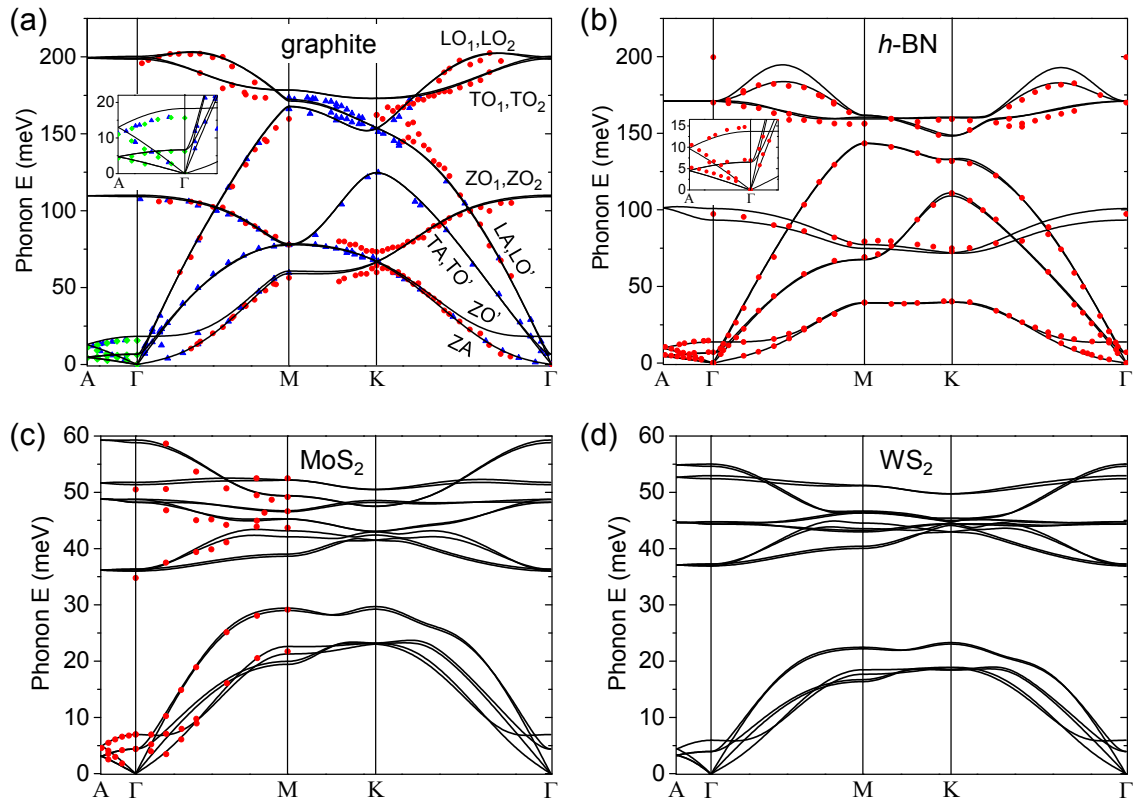 (a)
graphite
LO₁,LO₂
TO₁,TO₂
ZO₁,ZO₂
LA,LO'
TA,TO'
ZO'
ZA
Phonon E (meV)
200
150
100
50
0
A Γ M K Γ
20
10
0
A Γ
(b)
h-BN
Phonon E (meV)
200
150
100
50
0
A Γ M K Γ
15
10
5
0
A Γ
(c)
MoS₂
Phonon E (meV)
60
50
40
30
20
10
0
A Γ M K Γ
(d)
WS₂
Phonon E (meV)
60
50
40
30
20
10
0
A Γ M K Γ